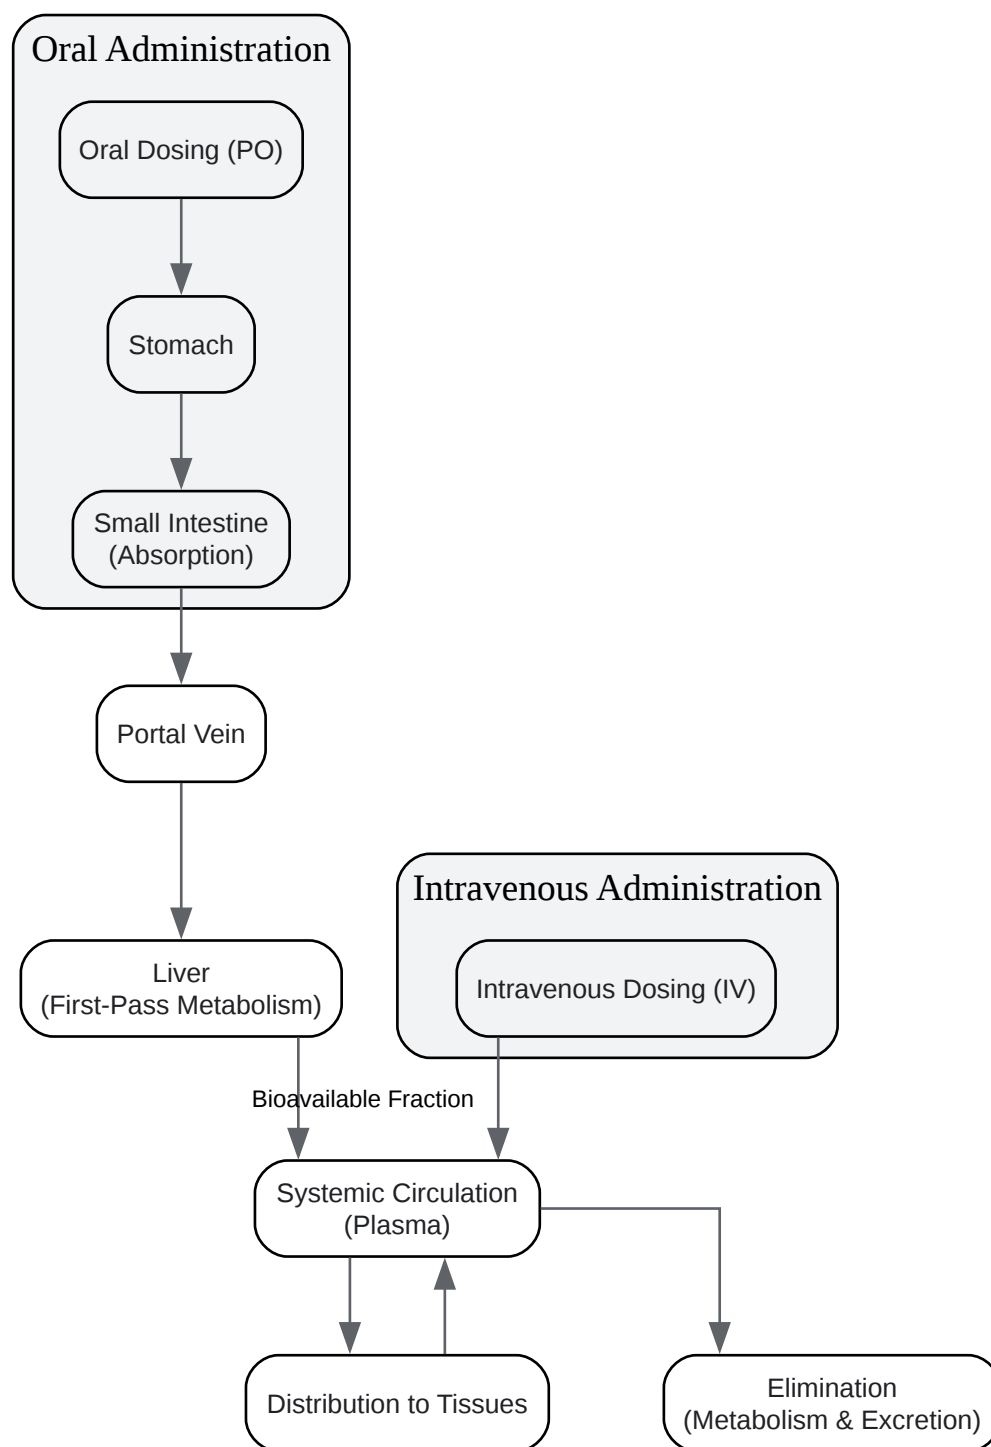 Oral Administration
Oral Dosing (PO)
Stomach
Small Intestine
(Absorption)
Portal Vein
Intravenous Administration
Liver
(First-Pass Metabolism)
Intravenous Dosing (IV)
Bioavailable Fraction
Systemic Circulation
(Plasma)
Distribution to Tissues
Elimination
(Metabolism & Excretion)